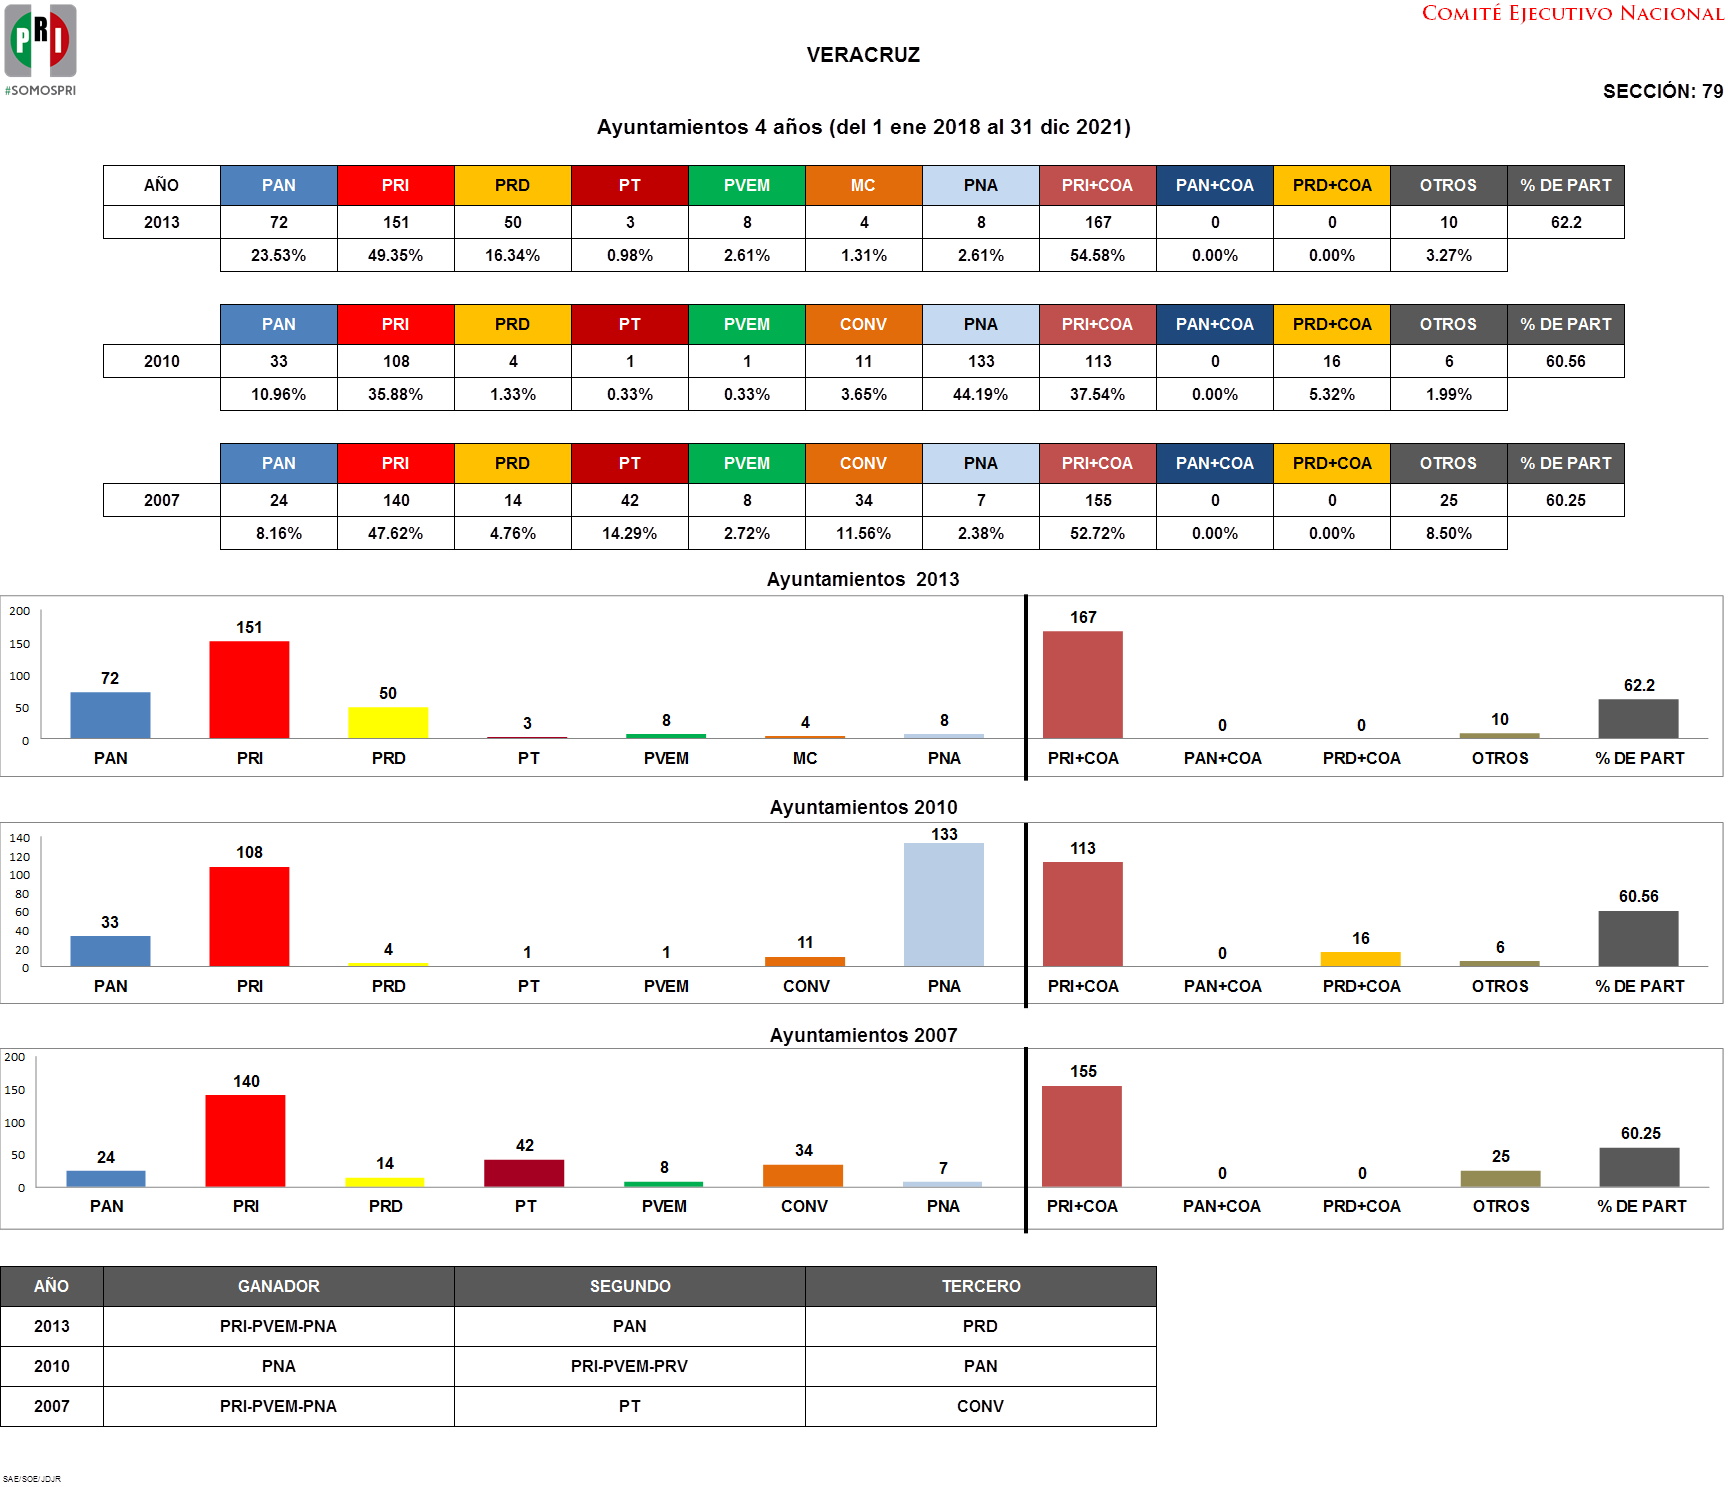 COMITÉ EJECUTIVO NACIONAL
PRI
#SOMOSPRI
VERACRUZ
SECCIÓN: 79
Ayuntamientos 4 años (del 1 ene 2018 al 31 dic 2021)
AÑO PAN PRI PRD PT PVEM MC PNA PRI+COA PAN+COA PRD+COA OTROS % DE PART
2013 72 151 50 3 8 4 8 167 0 0 10 62.2
23.53% 49.35% 16.34% 0.98% 2.61% 1.31% 2.61% 54.58% 0.00% 0.00% 3.27%
PAN PRI PRD PT PVEM CONV PNA PRI+COA PAN+COA PRD+COA OTROS % DE PART
2010 33 108 4 1 1 11 133 113 0 16 6 60.56
10.96% 35.88% 1.33% 0.33% 0.33% 3.65% 44.19% 37.54% 0.00% 5.32% 1.99%
PAN PRI PRD PT PVEM CONV PNA PRI+COA PAN+COA PRD+COA OTROS % DE PART
2007 24 140 14 42 8 34 7 155 0 0 25 60.25
8.16% 47.62% 4.76% 14.29% 2.72% 11.56% 2.38% 52.72% 0.00% 0.00% 8.50%
Ayuntamientos 2013
200
150
100
50
0
72 151 50 3 8 4 8 167 0 0 10 62.2
PAN PRI PRD PT PVEM MC PNA PRI+COA PAN+COA PRD+COA OTROS % DE PART
Ayuntamientos 2010
140
120
100
80
60
40
20
0
33 108 4 1 1 11 133 113 0 16 6 60.56
PAN PRI PRD PT PVEM CONV PNA PRI+COA PAN+COA PRD+COA OTROS % DE PART
Ayuntamientos 2007
200
150
100
50
0
24 140 14 42 8 34 7 155 0 0 25 60.25
PAN PRI PRD PT PVEM CONV PNA PRI+COA PAN+COA PRD+COA OTROS % DE PART
AÑO GANADOR SEGUNDO TERCERO
2013 PRI-PVEM-PNA PAN PRD
2010 PNA PRI-PVEM-PRV PAN
2007 PRI-PVEM-PNA PT CONV
SAE/SOE/JDJR